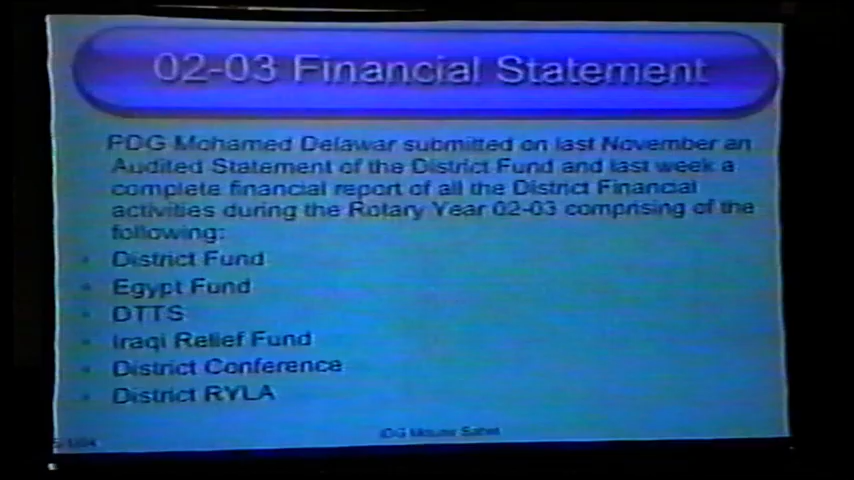 02-03 Financial Statement
PDG Mohamed Delawar submitted on last November an
Audited Statement of the District Fund and last week a
complete financial report of all the District Financial
activities during the Rotary Year 02-03 comprising of the
following:
• District Fund
• Egypt Fund
• DTTS
• Iraqi Relief Fund
• District Conference
• District RYLA